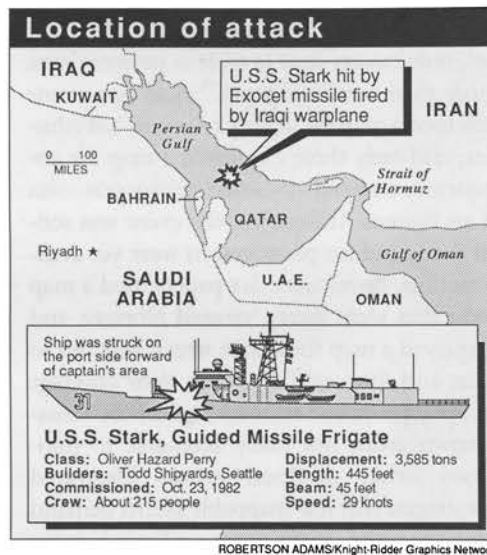 Location of attack
IRAQ
KUWAIT
U.S.S. Stark hit by
Exocet missile fired
by Iraqi warplane
IRAN
Persian
Gulf
0 100
MILES
Strait of
Hormuz
BAHRAIN
QATAR
Riyadh ★
Gulf of Oman
SAUDI
ARABIA
U.A.E.
OMAN
Ship was struck on
the port side forward
of captain's area
31
U.S.S. Stark, Guided Missile Frigate
Class: Oliver Hazard Perry
Builders: Todd Shipyards, Seattle
Commissioned: Oct. 23, 1982
Crew: About 215 people
Displacement: 3,585 tons
Length: 445 feet
Beam: 45 feet
Speed: 29 knots
ROBERTSON ADAMS/Knight-Ridder Graphics Networ